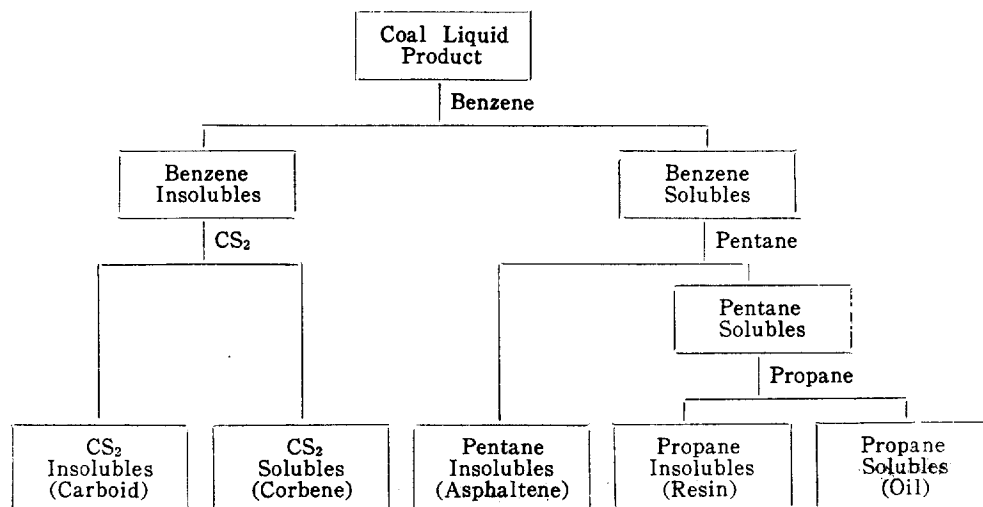 Coal Liquid
Product
Benzene
Benzene
Insolubles
Benzene
Solubles
CS₂
Pentane
Pentane
Solubles
Propane
CS₂
Insolubles
(Carboid)
CS₂
Solubles
(Corbene)
Pentane
Insolubles
(Asphaltene)
Propane
Insolubles
(Resin)
Propane
Solubles
(Oil)